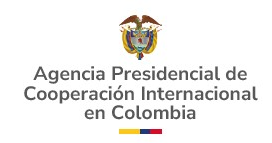 Agencia Presidencial de
Cooperación Internacional
en Colombia